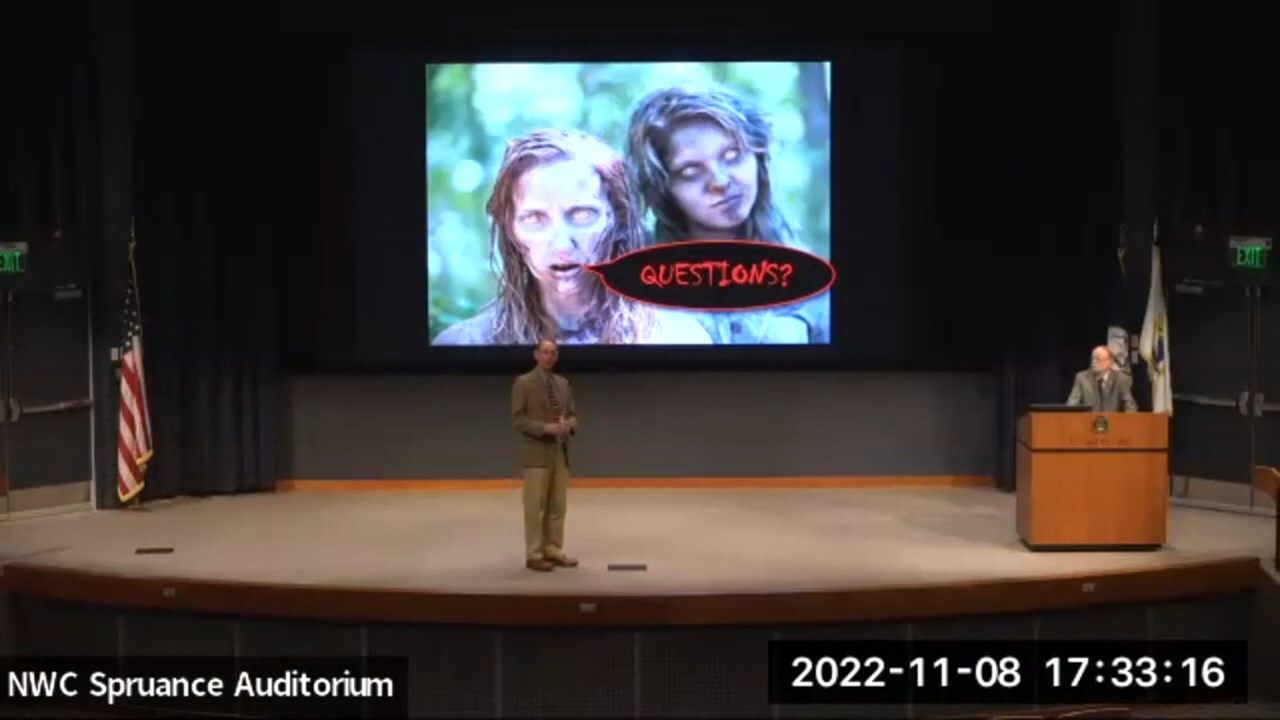 QUESTIONS?
EXIT
EXIT
NWC Spruance Auditorium
2022-11-08 17:33:16